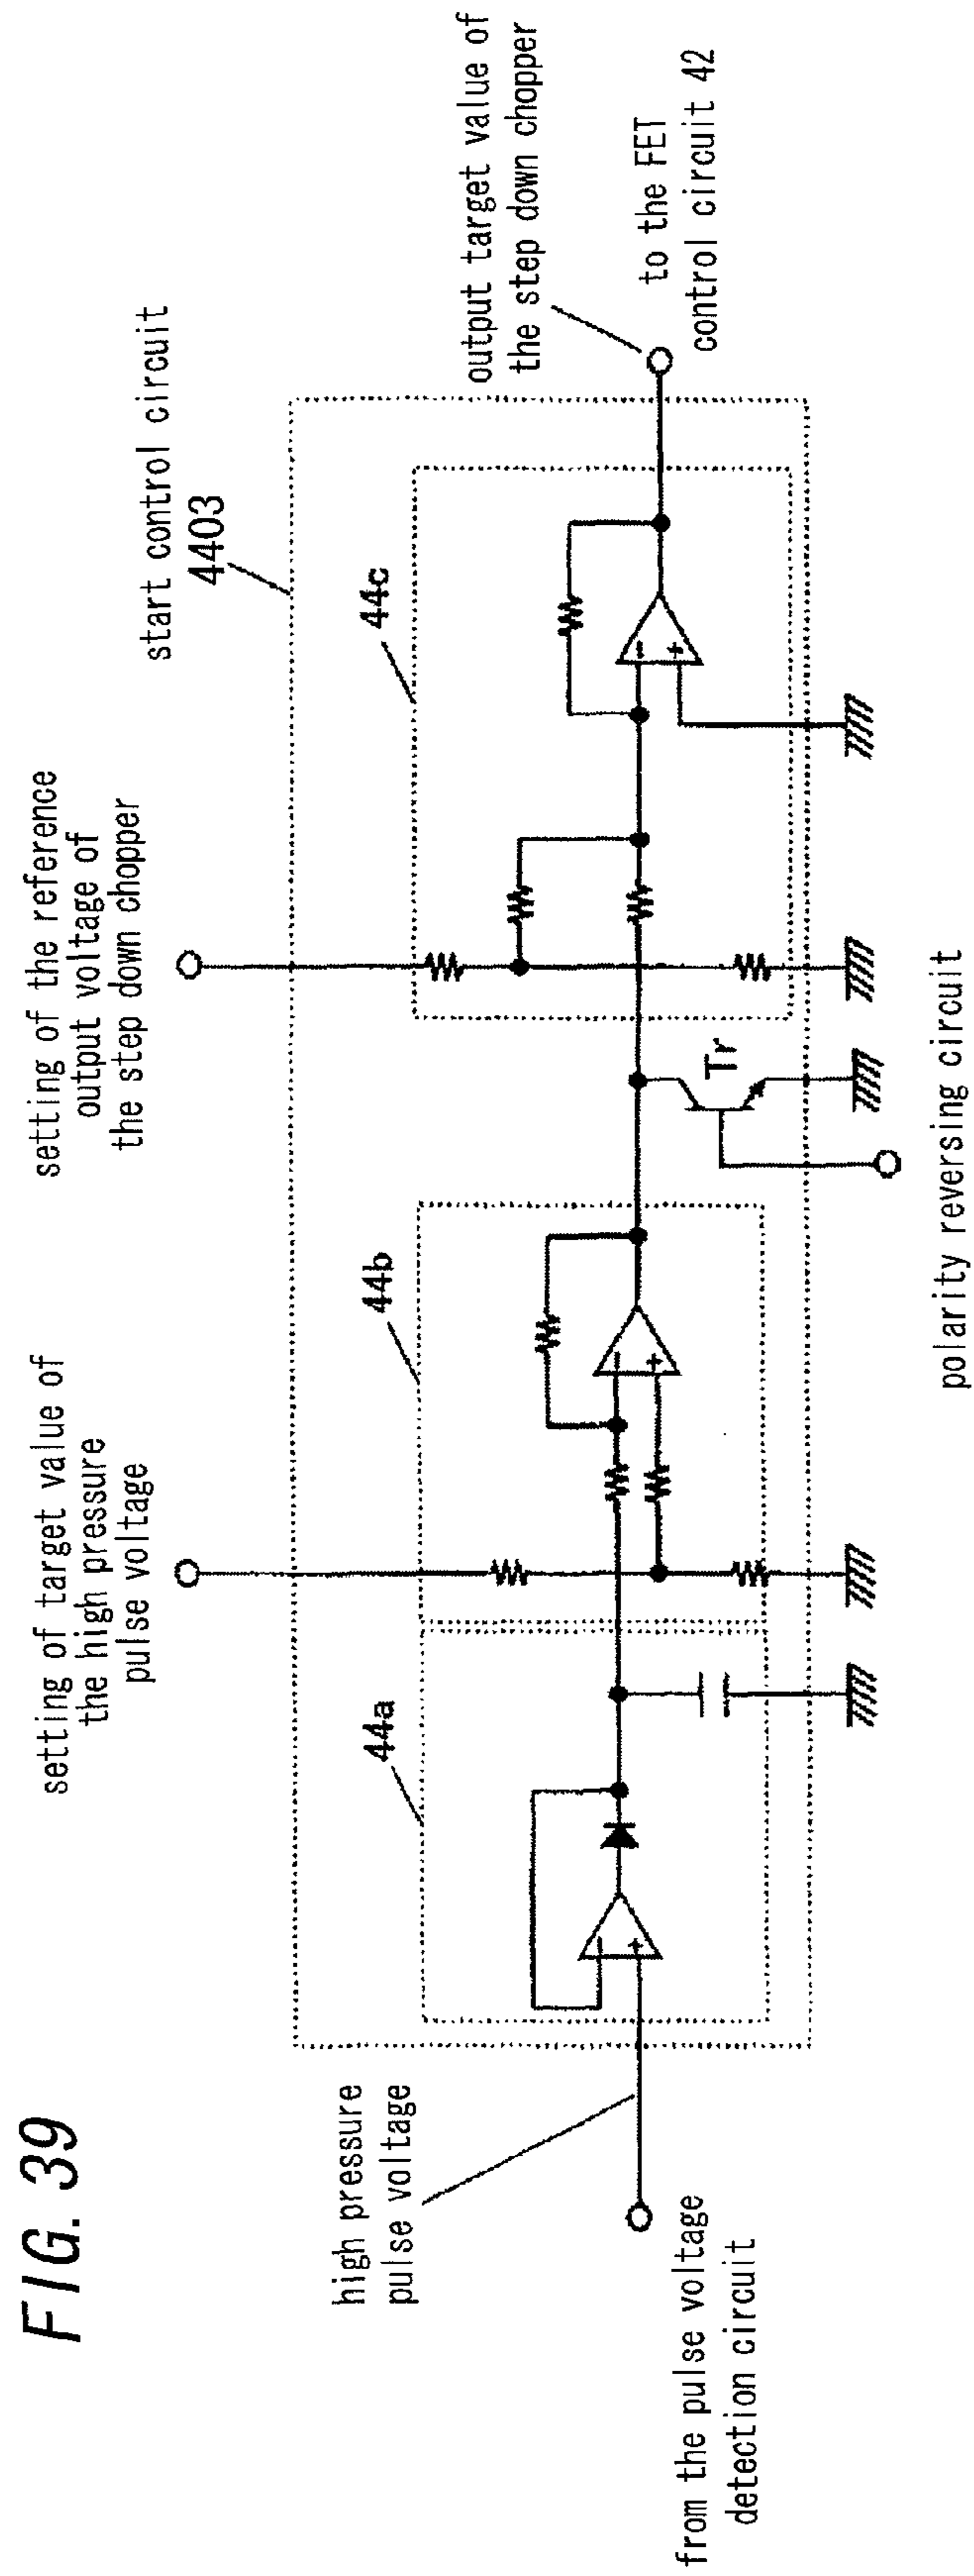 FIG. 39
start control circuit
4403
setting of target value of
the high pressure
pulse voltage
setting of the reference
output voltage of
the step down chopper
output target value of
the step down chopper
to the FET
control circuit 42
44a
44b
44c
-
+
-
+
-
+
Tr
high pressure
pulse voltage
from the pulse voltage
detection circuit
polarity reversing circuit